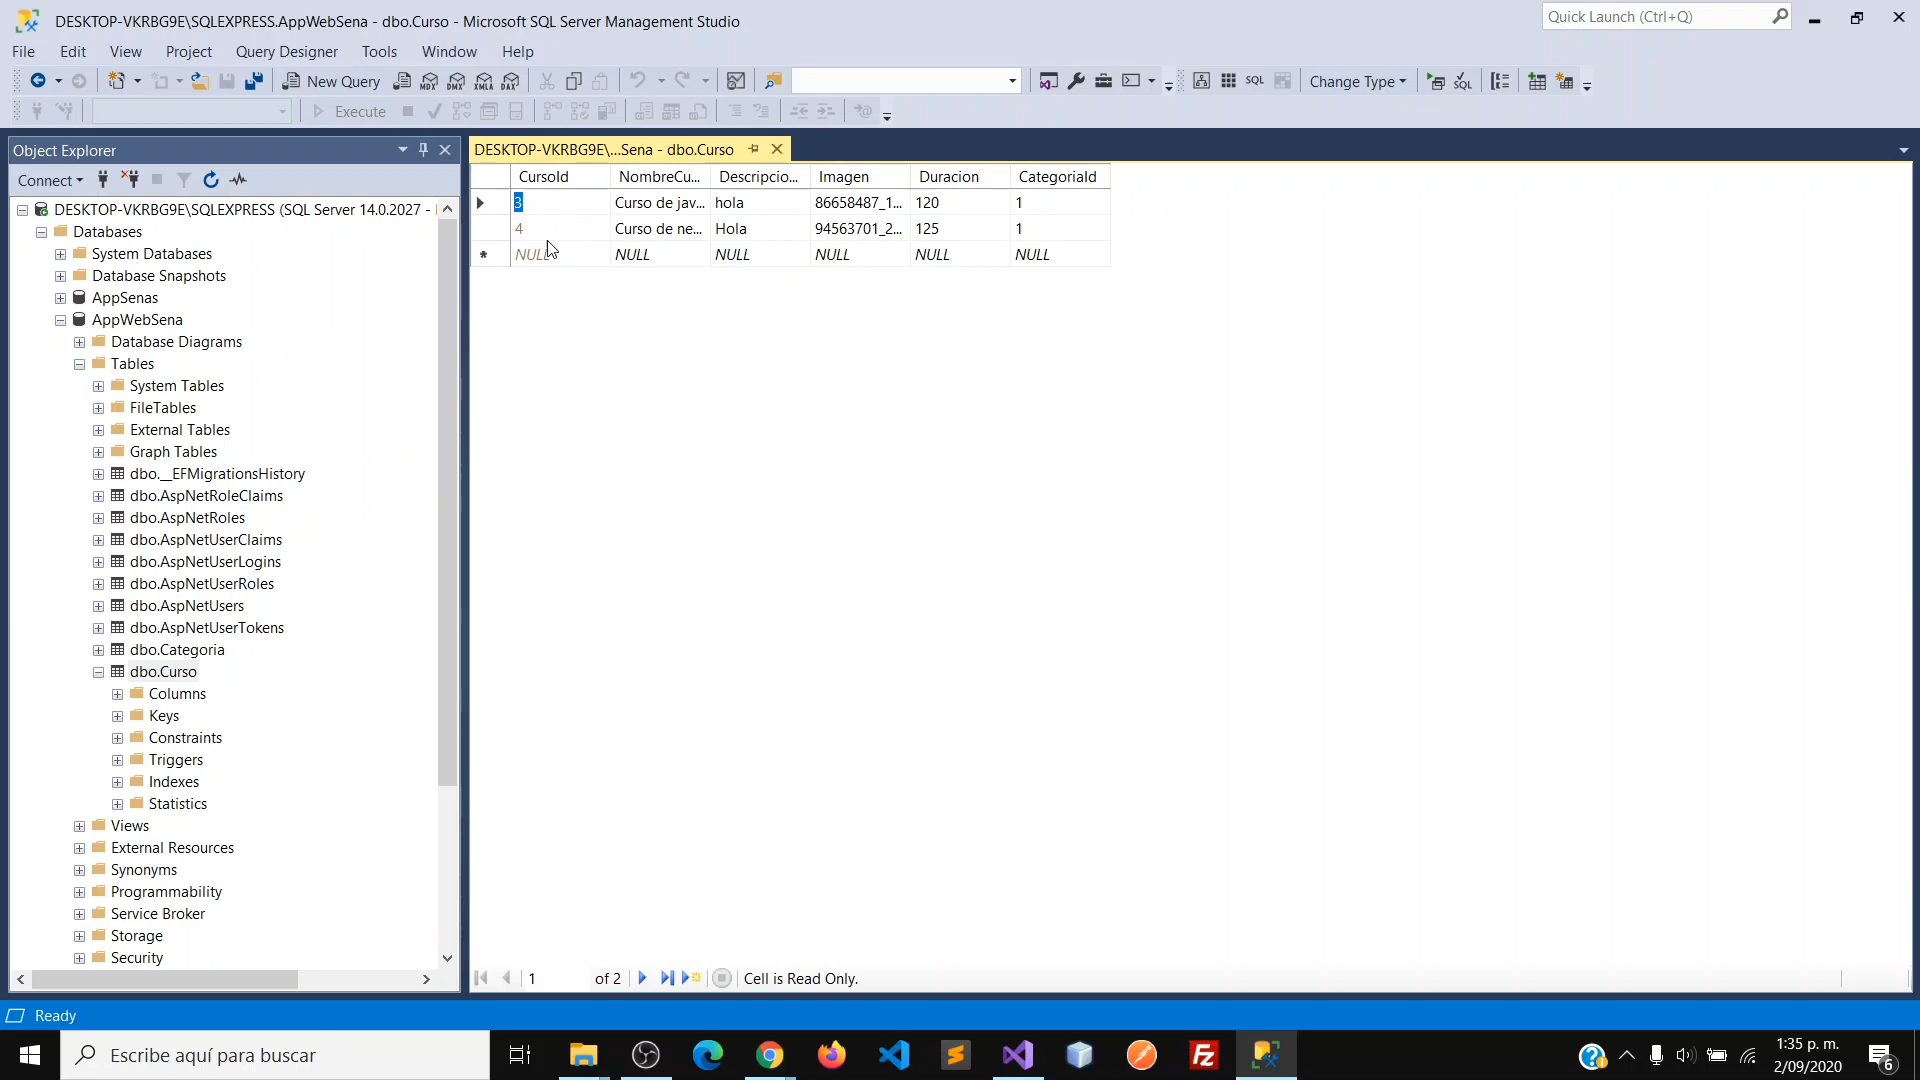 DESKTOP-VKRBG9E\SQLEXPRESS.AppWebSena - dbo.Curso - Microsoft SQL Server Management Studio
Quick Launch (Ctrl+Q)
File Edit View Project Query Designer Tools Window Help
New Query MDX DMX XMLA DAX SQL Change Type SQL
Execute
Object Explorer
Connect
DESKTOP-VKRBG9E\SQLEXPRESS (SQL Server 14.0.2027 -
Databases
System Databases
Database Snapshots
AppSenas
AppWebSena
Database Diagrams
Tables
System Tables
FileTables
External Tables
Graph Tables
dbo.__EFMigrationsHistory
dbo.AspNetRoleClaims
dbo.AspNetRoles
dbo.AspNetUserClaims
dbo.AspNetUserLogins
dbo.AspNetUserRoles
dbo.AspNetUsers
dbo.AspNetUserTokens
dbo.Categoria
dbo.Curso
Columns
Keys
Constraints
Triggers
Indexes
Statistics
Views
External Resources
Synonyms
Programmability
Service Broker
Storage
Security
DESKTOP-VKRBG9E\...Sena - dbo.Curso
CursoId NombreCu... Descripcio... Imagen Duracion CategoriaId
3 Curso de jav... hola 86658487_1... 120 1
4 Curso de ne... Hola 94563701_2... 125 1
NULL NULL NULL NULL NULL NULL
1 of 2 Cell is Read Only.
Ready
Escribe aquí para buscar
1:35 p. m.
2/09/2020
6